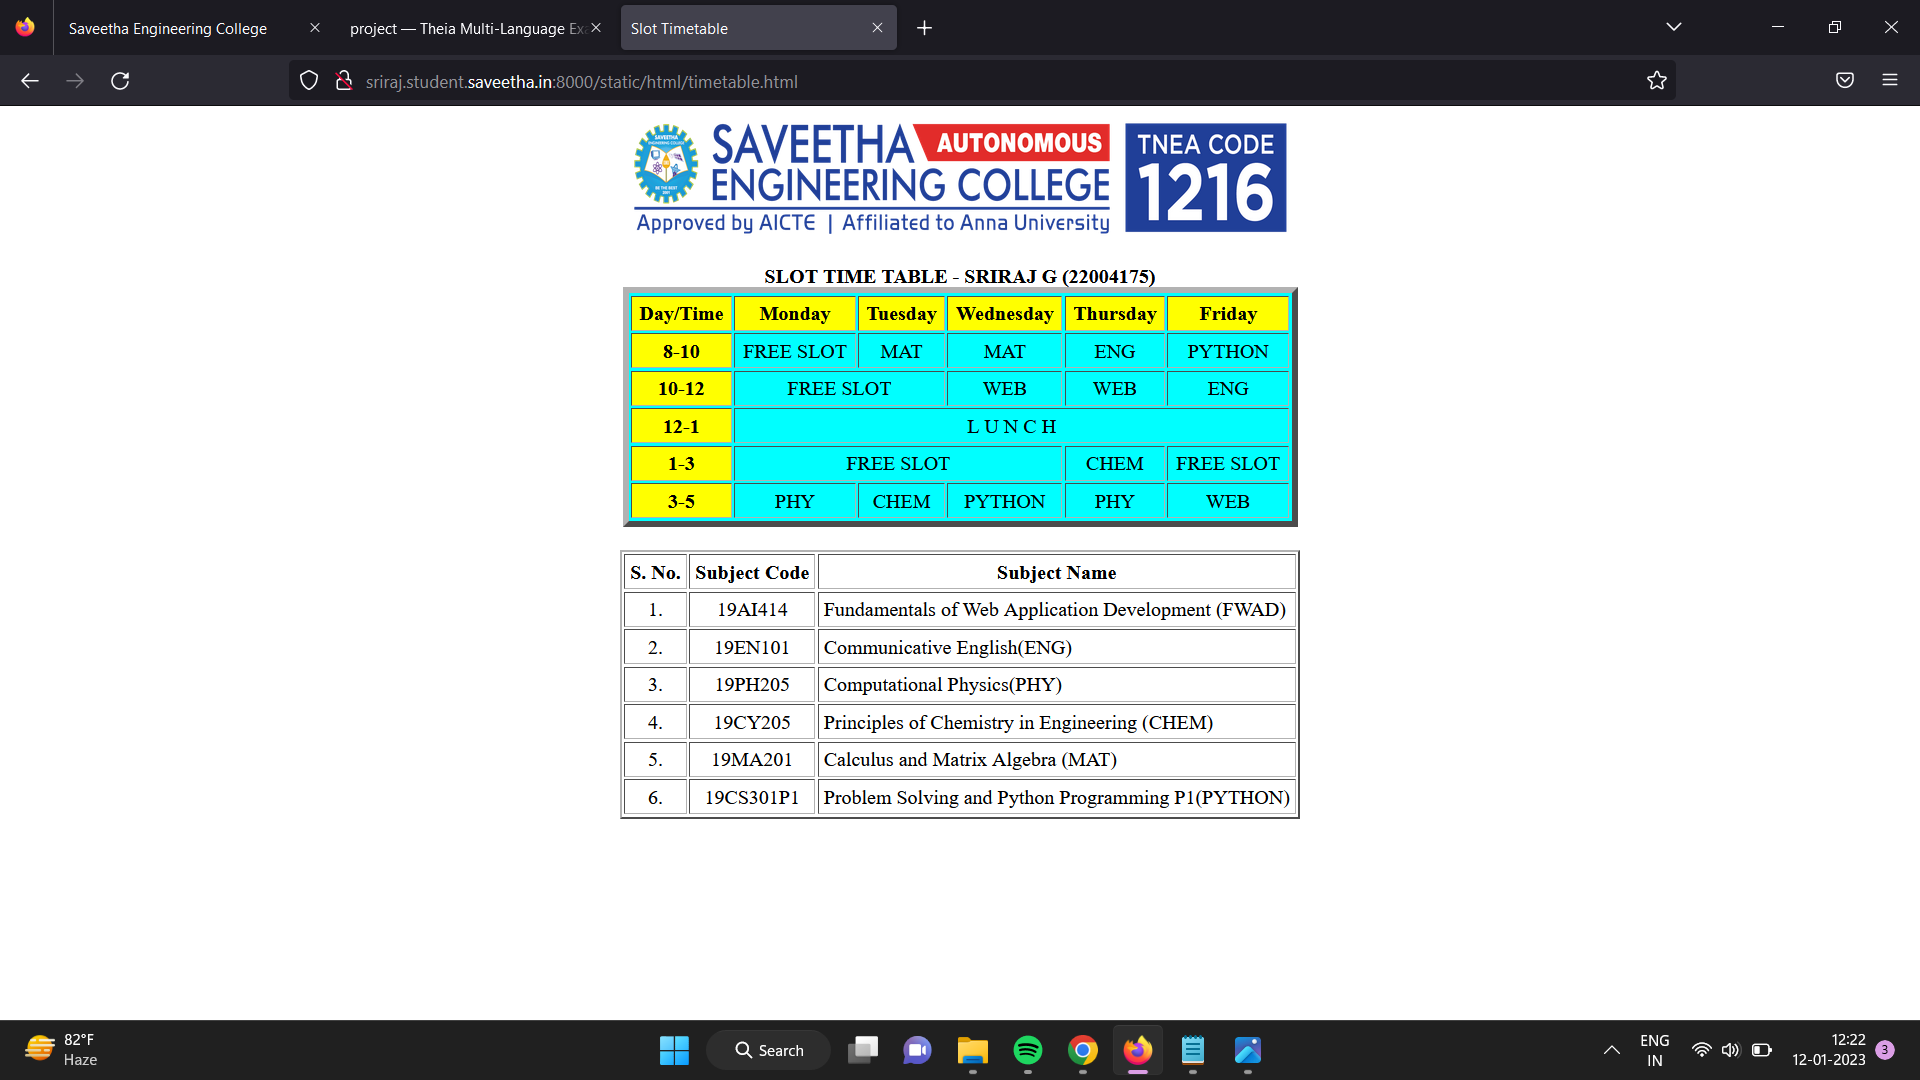 Saveetha Engineering College
project — Theia Multi-Language Ex
Slot Timetable
sriraj.student.saveetha.in:8000/static/html/timetable.html
SAVEETHA AUTONOMOUS
ENGINEERING COLLEGE
Approved by AICTE | Affiliated to Anna University
TNEA CODE
1216
SAVEETHA
ENGINEERING COLLEGE
BE THE BEST
SLOT TIME TABLE - SRIRAJ G (22004175)
Day/Time Monday Tuesday Wednesday Thursday Friday
8-10 FREE SLOT MAT MAT ENG PYTHON
10-12 FREE SLOT WEB WEB ENG
12-1 L U N C H
1-3 FREE SLOT CHEM FREE SLOT
3-5 PHY CHEM PYTHON PHY WEB
S. No. Subject Code Subject Name
1. 19AI414 Fundamentals of Web Application Development (FWAD)
2. 19EN101 Communicative English(ENG)
3. 19PH205 Computational Physics(PHY)
4. 19CY205 Principles of Chemistry in Engineering (CHEM)
5. 19MA201 Calculus and Matrix Algebra (MAT)
6. 19CS301P1 Problem Solving and Python Programming P1(PYTHON)
82°F
Haze
Search
ENG
IN
12:22
12-01-2023
3